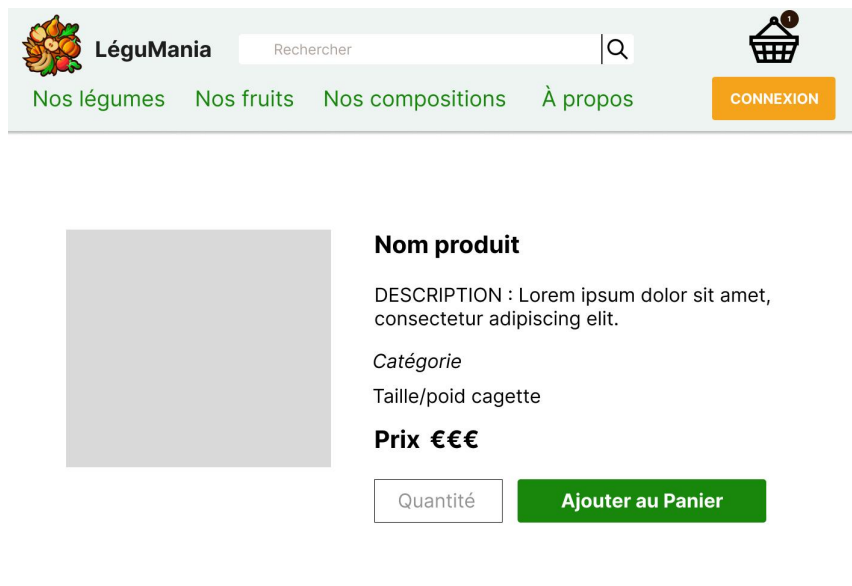 LéguMania
Rechercher
1
Nos légumes
Nos fruits
Nos compositions
À propos
CONNEXION
Nom produit
DESCRIPTION : Lorem ipsum dolor sit amet,
consectetur adipiscing elit.
Catégorie
Taille/poid cagette
Prix €€€
Quantité
Ajouter au Panier